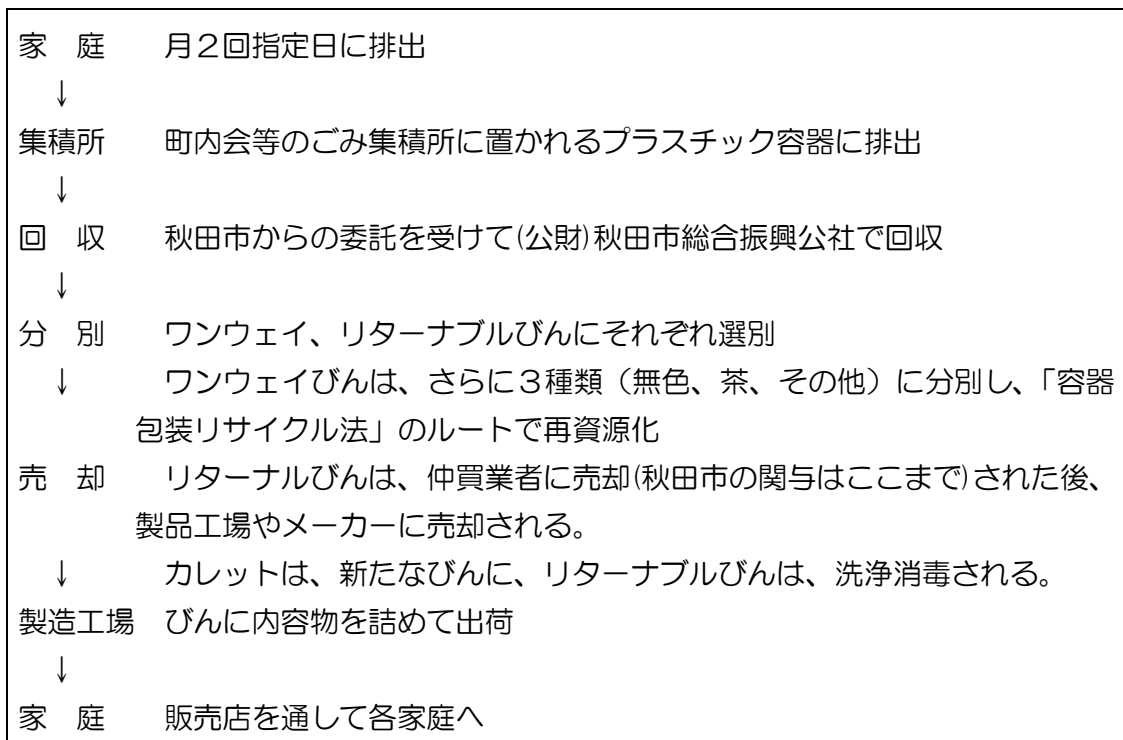 家　庭　　月２回指定日に排出
↓
集積所　　町内会等のごみ集積所に置かれるプラスチック容器に排出
↓
回　収　　秋田市からの委託を受けて(公財)秋田市総合振興公社で回収
↓
分　別　　ワンウェイ、リターナブルびんにそれぞれ選別
↓　　　ワンウェイびんは、さらに３種類（無色、茶、その他）に分別し、「容器
包装リサイクル法」のルートで再資源化
売　却　　リターナルびんは、仲買業者に売却(秋田市の関与はここまで)された後、
製品工場やメーカーに売却される。
↓　　　カレットは、新たなびんに、リターナブルびんは、洗浄消毒される。
製造工場　びんに内容物を詰めて出荷
↓
家　庭　　販売店を通して各家庭へ